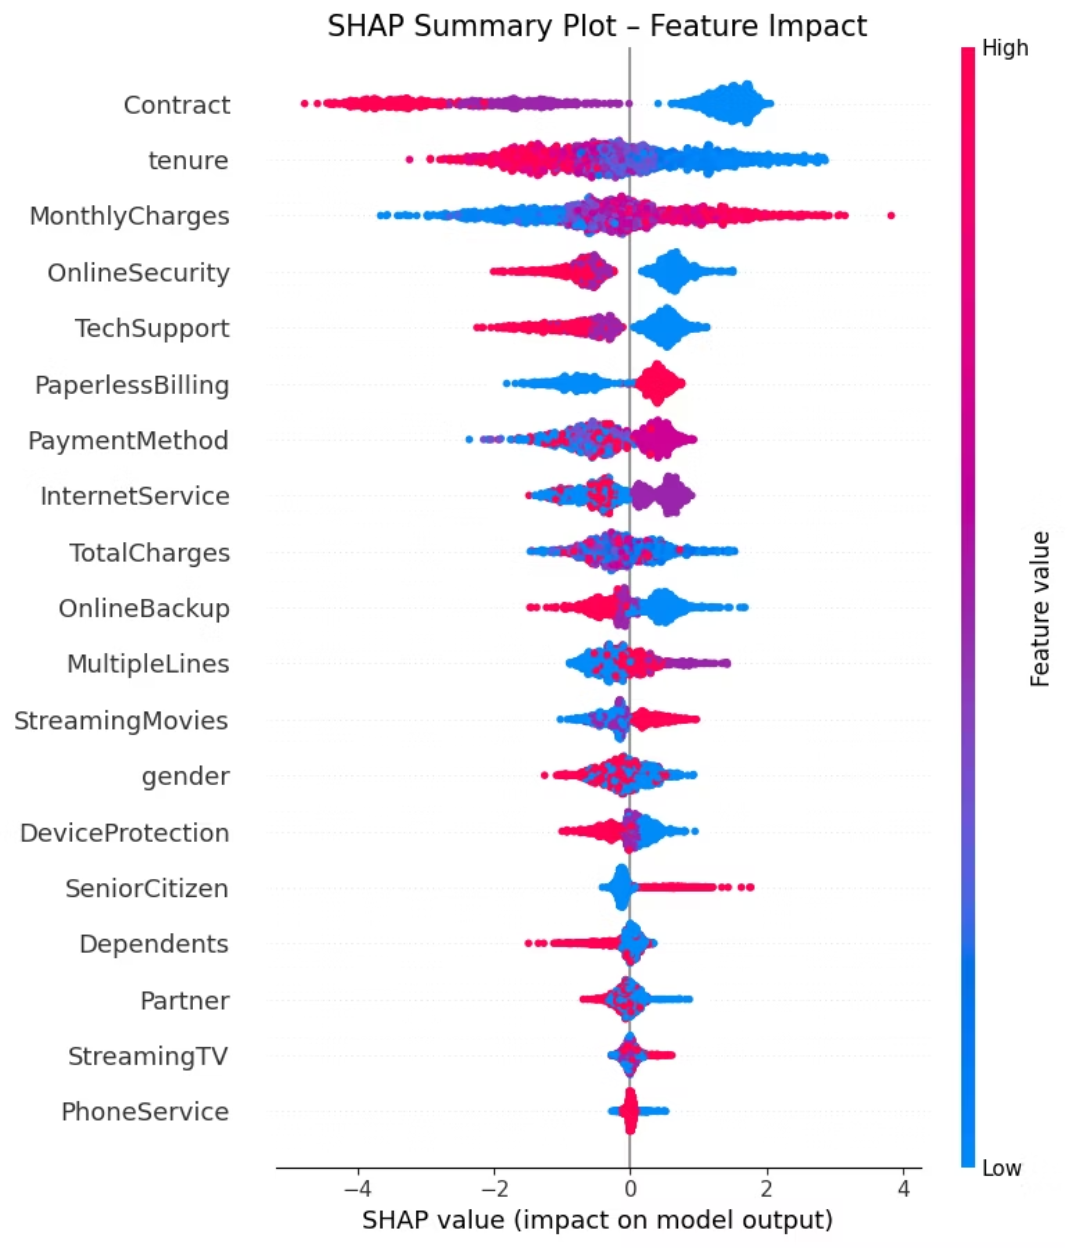 SHAP Summary Plot – Feature Impact
High
Contract
tenure
MonthlyCharges
OnlineSecurity
TechSupport
PaperlessBilling
PaymentMethod
InternetService
TotalCharges
OnlineBackup
MultipleLines
StreamingMovies
gender
DeviceProtection
SeniorCitizen
Dependents
Partner
StreamingTV
PhoneService
Feature value
Low
−4 −2 0 2 4
SHAP value (impact on model output)